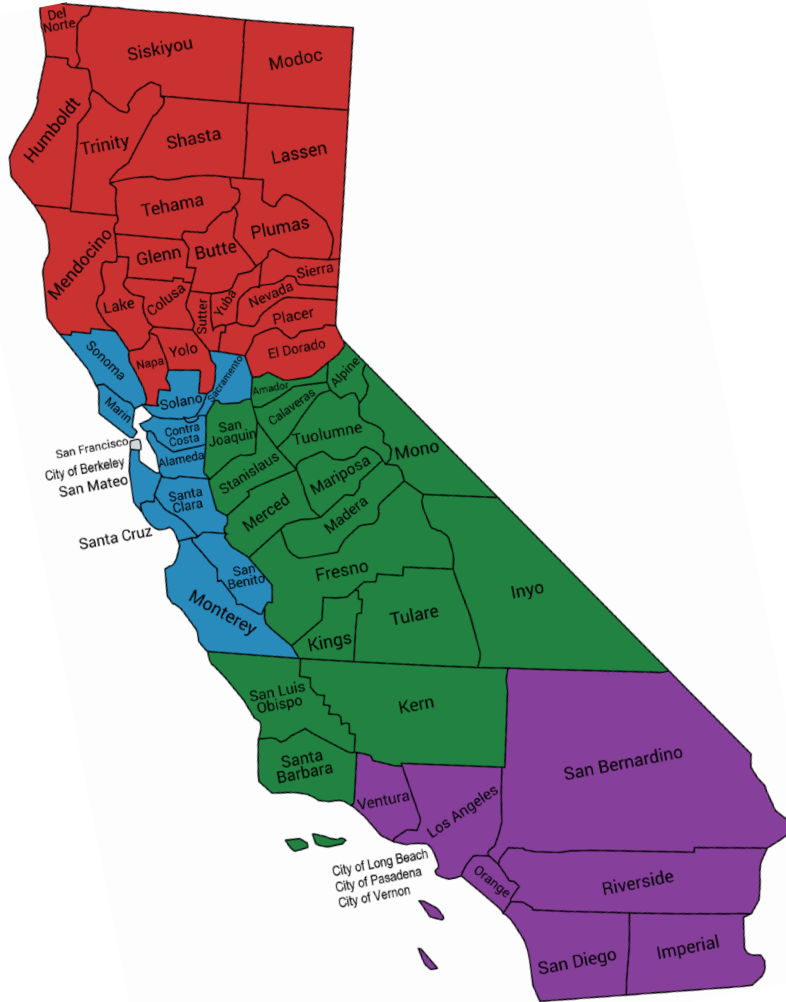 Del
Norte
Siskiyou
Modoc
Humboldt
Trinity
Shasta
Lassen
Tehama
Plumas
Mendocino
Glenn
Butte
Sierra
Lake
Colusa
Sutter
Yuba
Nevada
Placer
Sonoma
Napa
Yolo
El Dorado
Sacramento
Alpine
Amador
Marin
Solano
Calaveras
Contra
Costa
San
Joaquin
Tuolumne
Mono
San Francisco
City of Berkeley
San Mateo
Alameda
Stanislaus
Mariposa
Santa
Clara
Merced
Madera
Santa Cruz
San
Benito
Fresno
Inyo
Monterey
Kings
Tulare
San Luis
Obispo
Kern
Santa
Barbara
San Bernardino
Ventura
Los Angeles
City of Long Beach
City of Pasadena
City of Vernon
Orange
Riverside
San Diego
Imperial